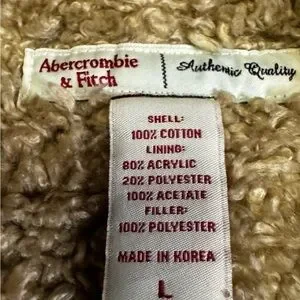 Abercrombie
& Fitch
Authentic Quality
SHELL:
100% COTTON
LINING:
80% ACRYLIC
20% POLYESTER
100% ACETATE
FILLER:
100% POLYESTER
MADE IN KOREA
L